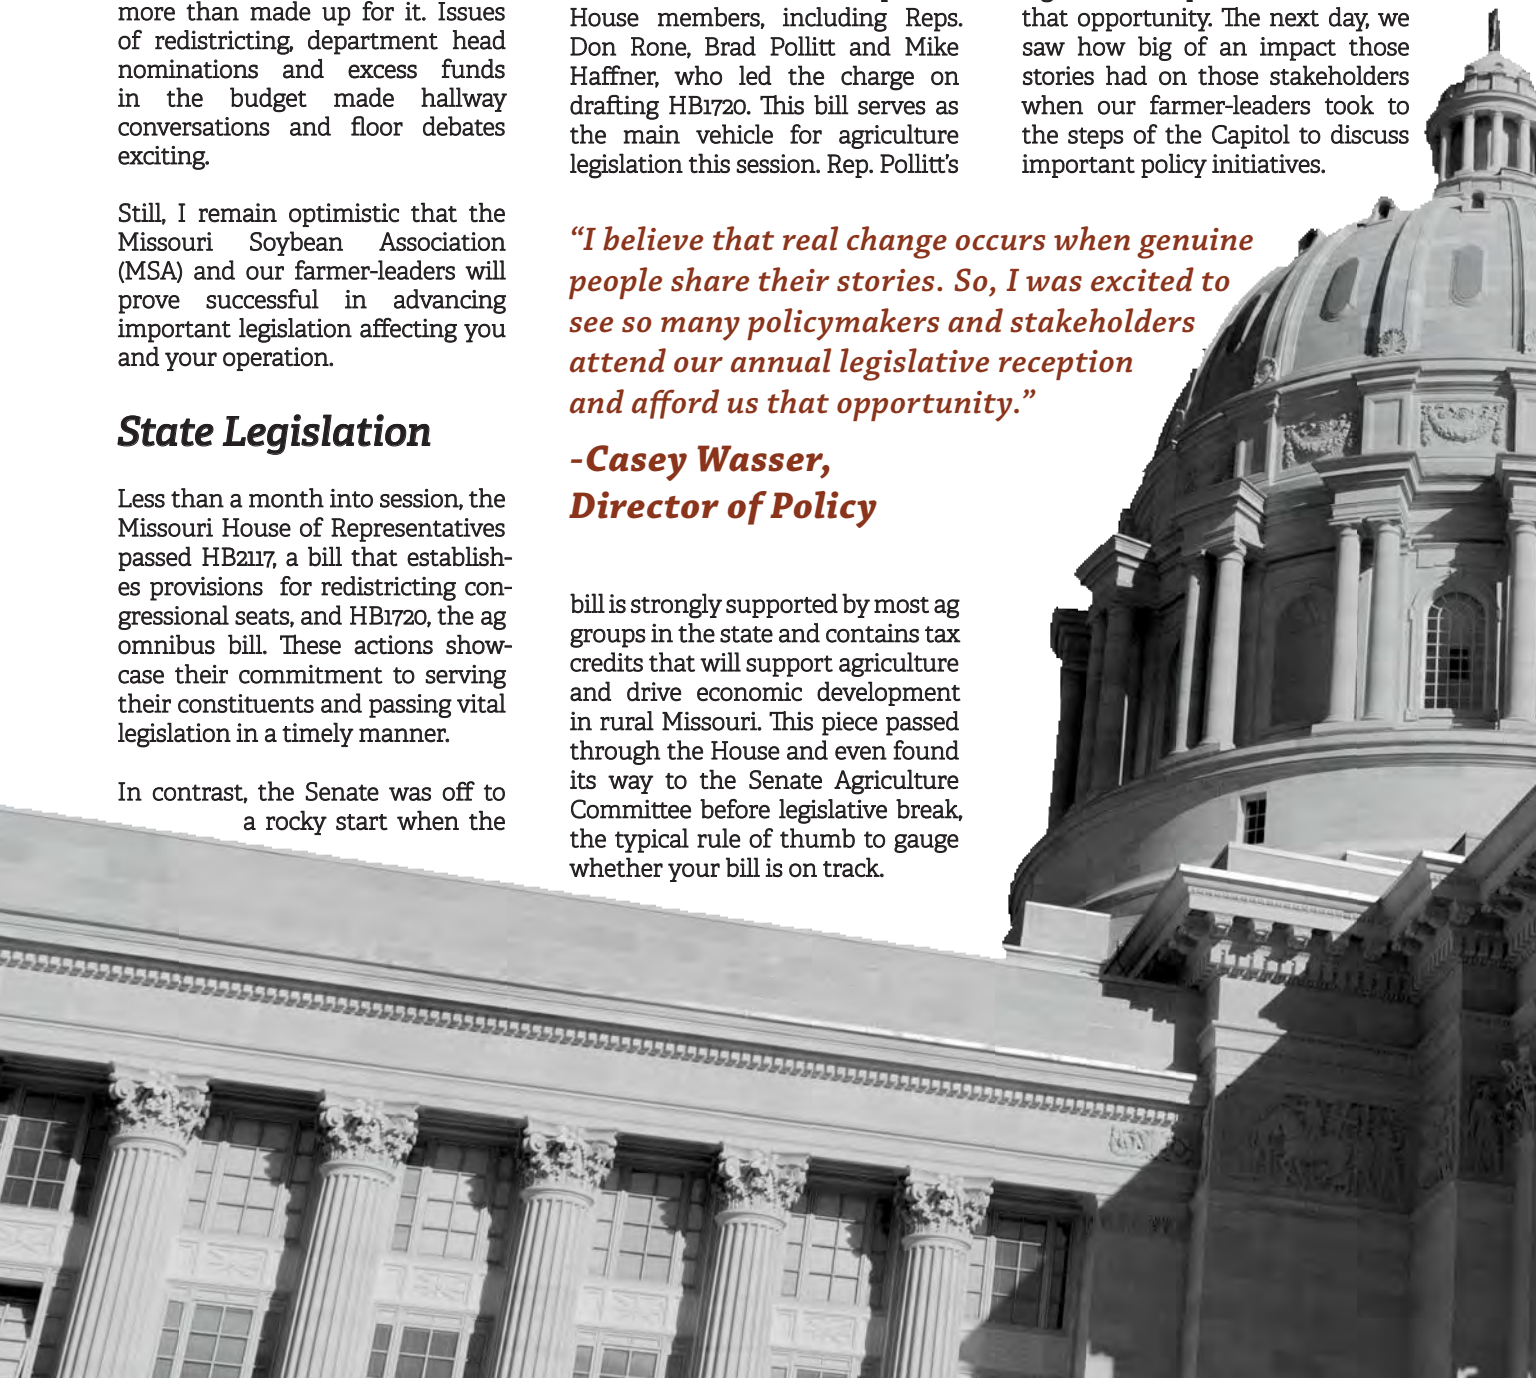 more than made up for it. Issues
of redistricting, department head
nominations and excess funds
in the budget made hallway
conversations and floor debates
exciting.
Still, I remain optimistic that the
Missouri Soybean Association
(MSA) and our farmer-leaders will
prove successful in advancing
important legislation affecting you
and your operation.
State Legislation
Less than a month into session, the
Missouri House of Representatives
passed HB2117, a bill that establish-
es provisions for redistricting con-
gressional seats, and HB1720, the ag
omnibus bill. These actions show-
case their commitment to serving
their constituents and passing vital
legislation in a timely manner.
In contrast, the Senate was off to
a rocky start when the
House members, including Reps.
Don Rone, Brad Pollitt and Mike
Haffner, who led the charge on
drafting HB1720. This bill serves as
the main vehicle for agriculture
legislation this session. Rep. Pollitt's
bill is strongly supported by most ag
groups in the state and contains tax
credits that will support agriculture
and drive economic development
in rural Missouri. This piece passed
through the House and even found
its way to the Senate Agriculture
Committee before legislative break,
the typical rule of thumb to gauge
whether your bill is on track.
that opportunity. The next day, we
saw how big of an impact those
stories had on those stakeholders
when our farmer-leaders took to
the steps of the Capitol to discuss
important policy initiatives.
“I believe that real change occurs when genuine
people share their stories. So, I was excited to
see so many policymakers and stakeholders
attend our annual legislative reception
and afford us that opportunity.”
-Casey Wasser,
Director of Policy